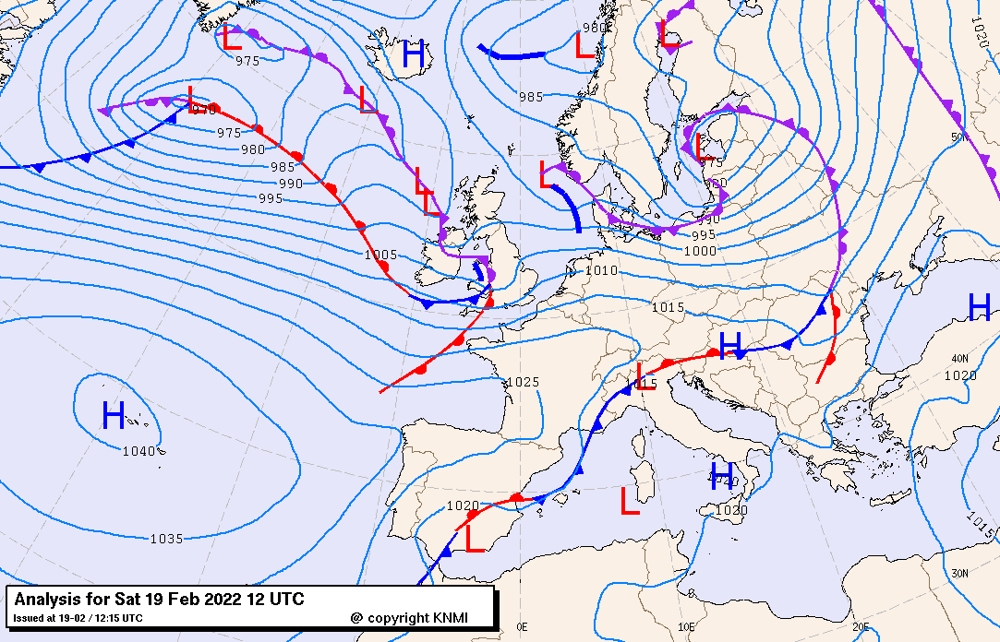 L
975
H
980
L
L
1020
L
970
L
985
975
980
985
990
995
L
L
L
L
975
50N
990
995
1000
1005
1010
1015
H
H
1015
L
1025
40N
1020
H
1040
H
1020
L
1020
L
1035
1015
30N
Analysis for Sat 19 Feb 2022 12 UTC
Issued at 19-02 / 12:15 UTC
@ copyright KNMI
0E
10E
20E